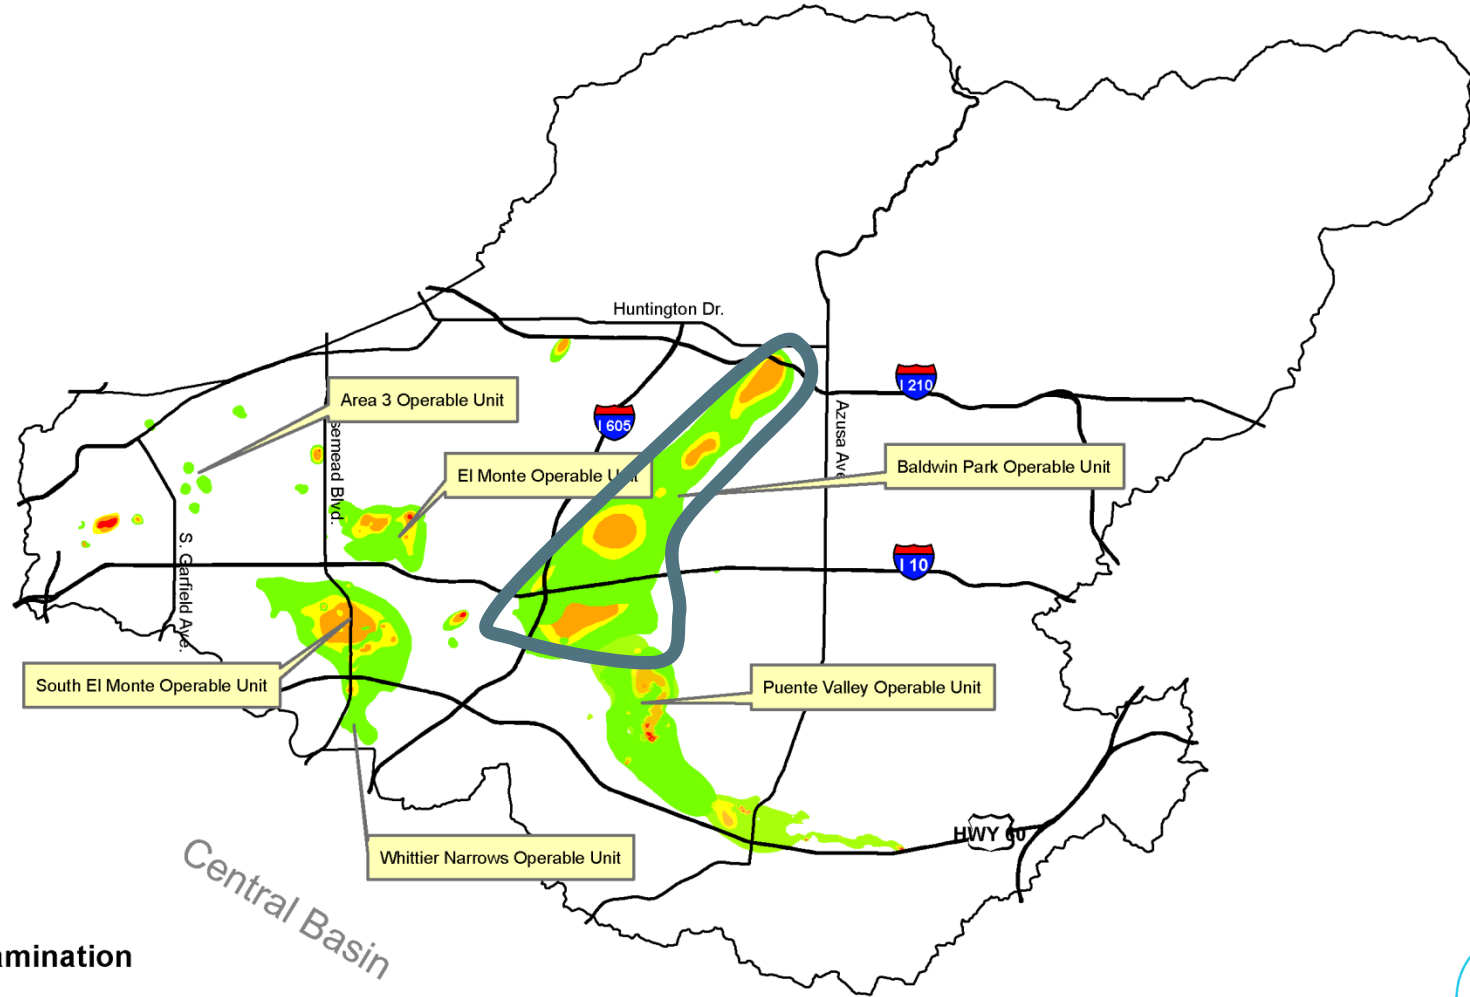 Huntington Dr.
I 210
Area 3 Operable Unit
I 605
Azusa Ave
semead Blvd.
El Monte Operable Unit
Baldwin Park Operable Unit
S. Garfield Ave.
I 10
South El Monte Operable Unit
Puente Valley Operable Unit
HWY 60
Whittier Narrows Operable Unit
Central Basin
amination